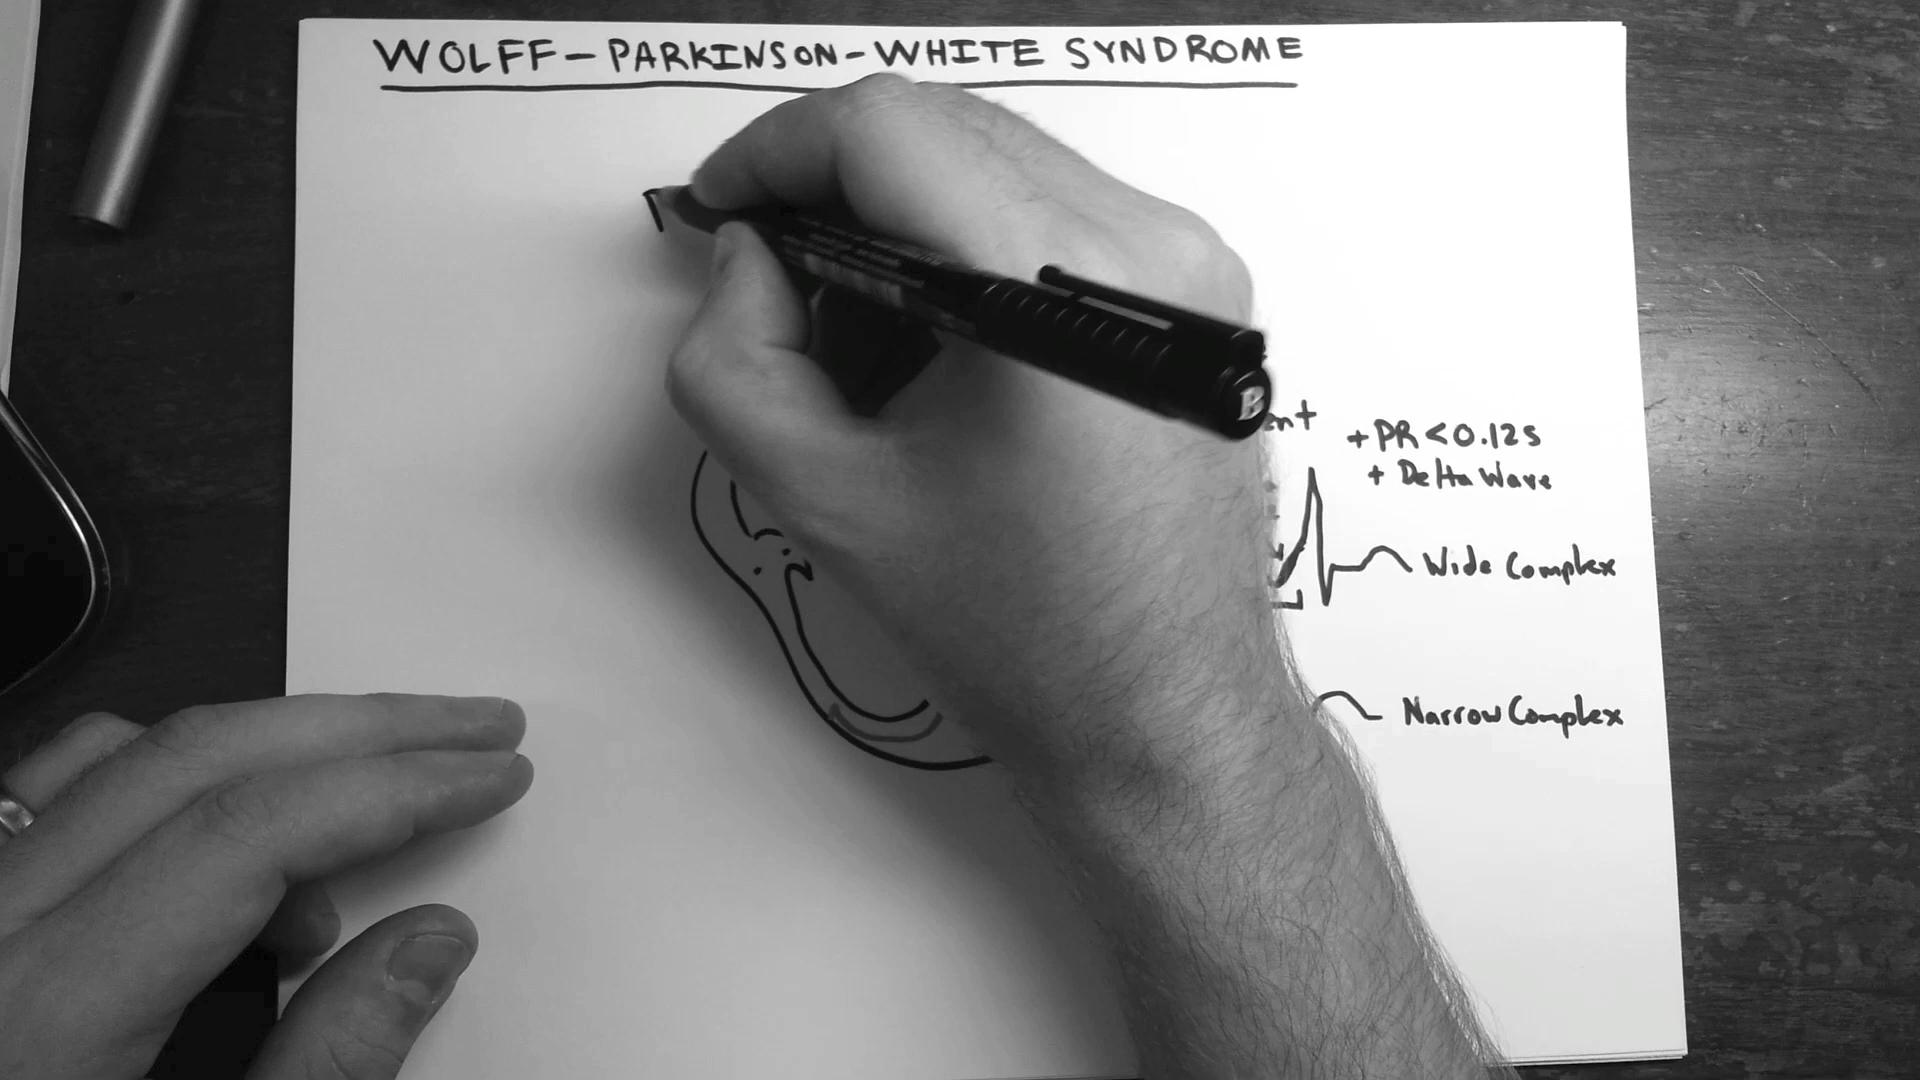 WOLFF-PARKINSON-WHITE SYNDROME
+ PR < 0.12s
+ Delta Wave
Wide Complex
Narrow Complex